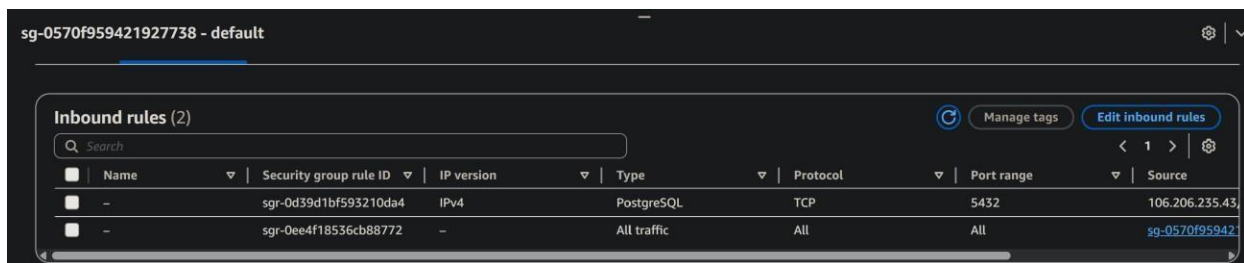 sg-0570f959421927738 - default
Inbound rules (2)
Manage tags
Edit inbound rules
Search
1
Name Security group rule ID IP version Type Protocol Port range Source
– sgr-0d39d1bf593210da4 IPv4 PostgreSQL TCP 5432 106.206.235.43/
– sgr-0ee4f18536cb88772 – All traffic All All sg-0570f959421